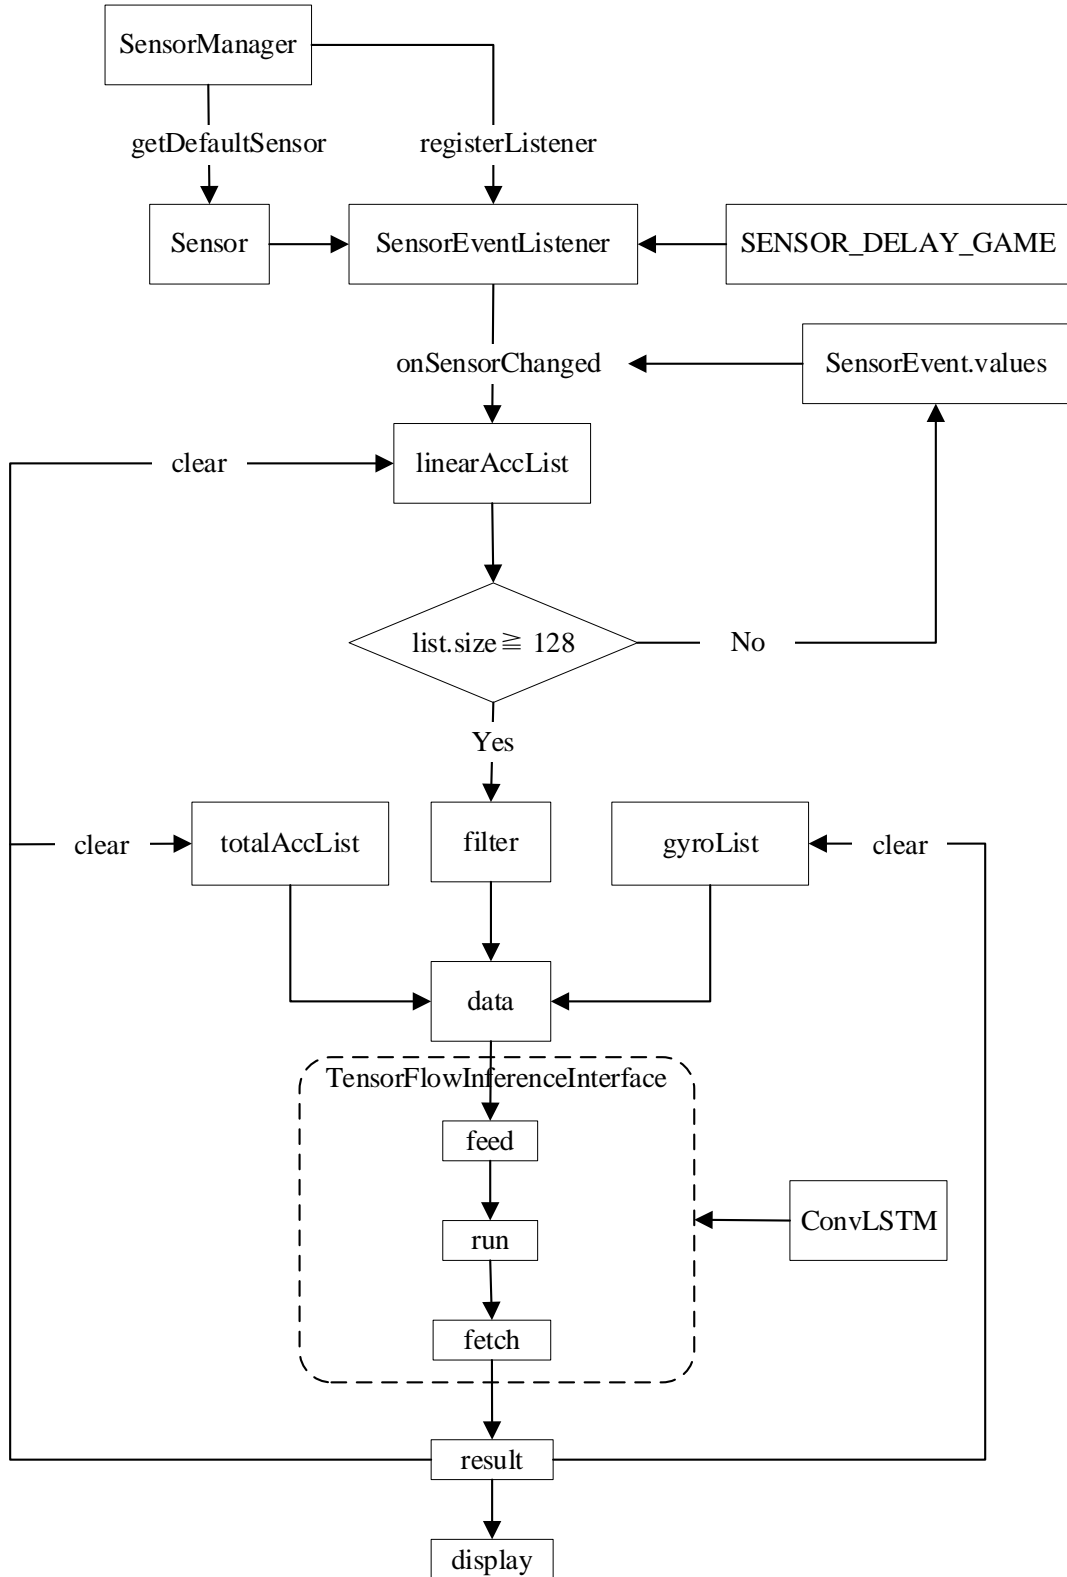 SensorManager
getDefaultSensor
registerListener
Sensor
SensorEventListener
SENSOR_DELAY_GAME
onSensorChanged
SensorEvent.values
clear
linearAccList
list.size≧ 128
No
Yes
clear
totalAccList
filter
gyroList
clear
data
TensorFlowInferenceInterface
feed
run
ConvLSTM
fetch
result
display